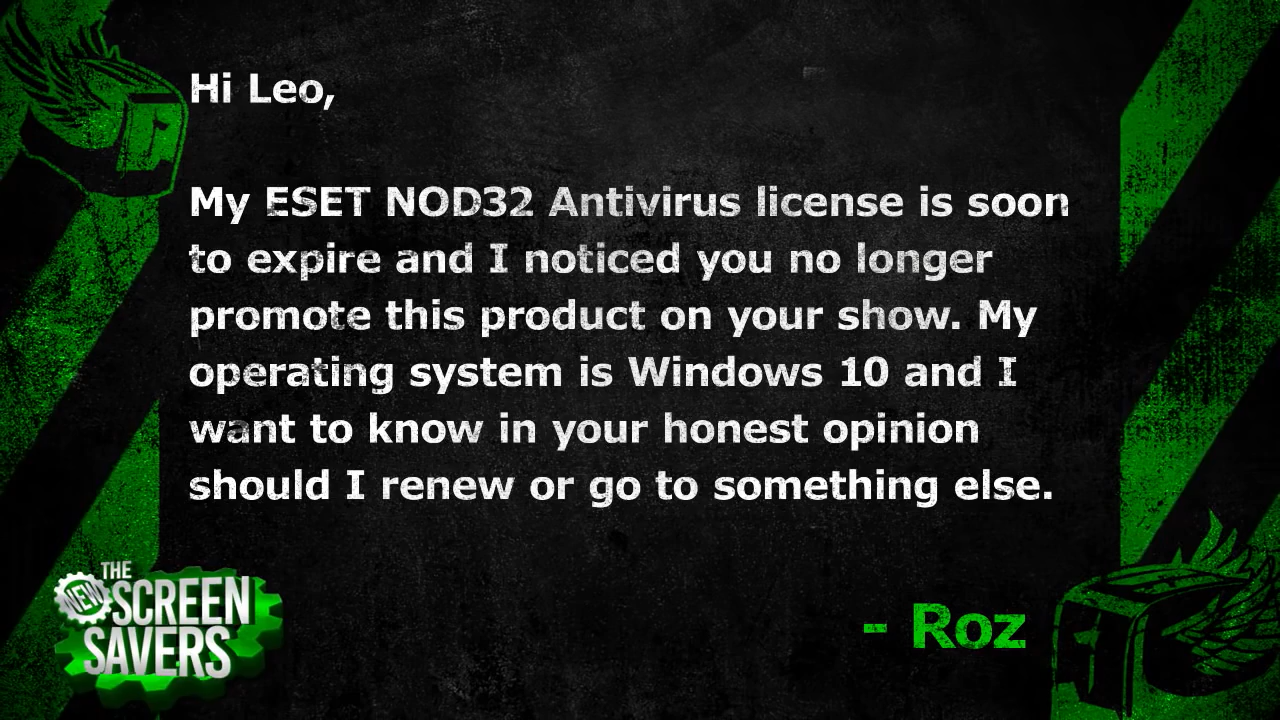 Hi Leo,
My ESET NOD32 Antivirus license is soon
to expire and I noticed you no longer
promote this product on your show. My
operating system is Windows 10 and I
want to know in your honest opinion
should I renew or go to something else.
- Roz
THE
NEW SCREEN
SAVERS